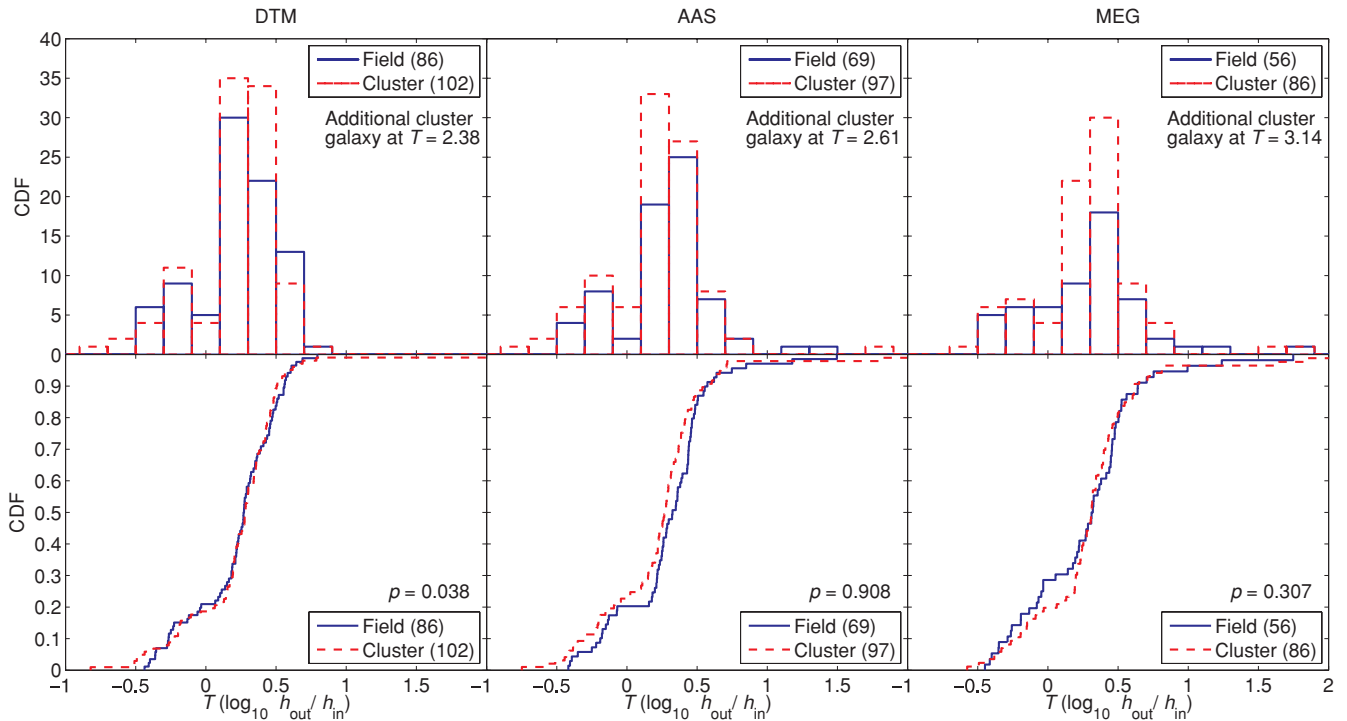 DTM
AAS
MEG
40
35
30
25
20
15
10
5
0
CDF
Field (86)
Cluster (102)
Additional cluster
galaxy at T = 2.38
Field (69)
Cluster (97)
Additional cluster
galaxy at T = 2.61
Field (56)
Cluster (86)
Additional cluster
galaxy at T = 3.14
0.9
0.8
0.7
0.6
0.5
0.4
0.3
0.2
0.1
0
CDF
p = 0.038
Field (86)
Cluster (102)
p = 0.908
Field (69)
Cluster (97)
p = 0.307
Field (56)
Cluster (86)
−1 −0.5 0 0.5 1 1.5 −1 −0.5 0 0.5 1 1.5 −1 −0.5 0 0.5 1 1.5 2
T (log10 hout/ hin)
T (log10 hout/ hin)
T (log10 hout/ hin)